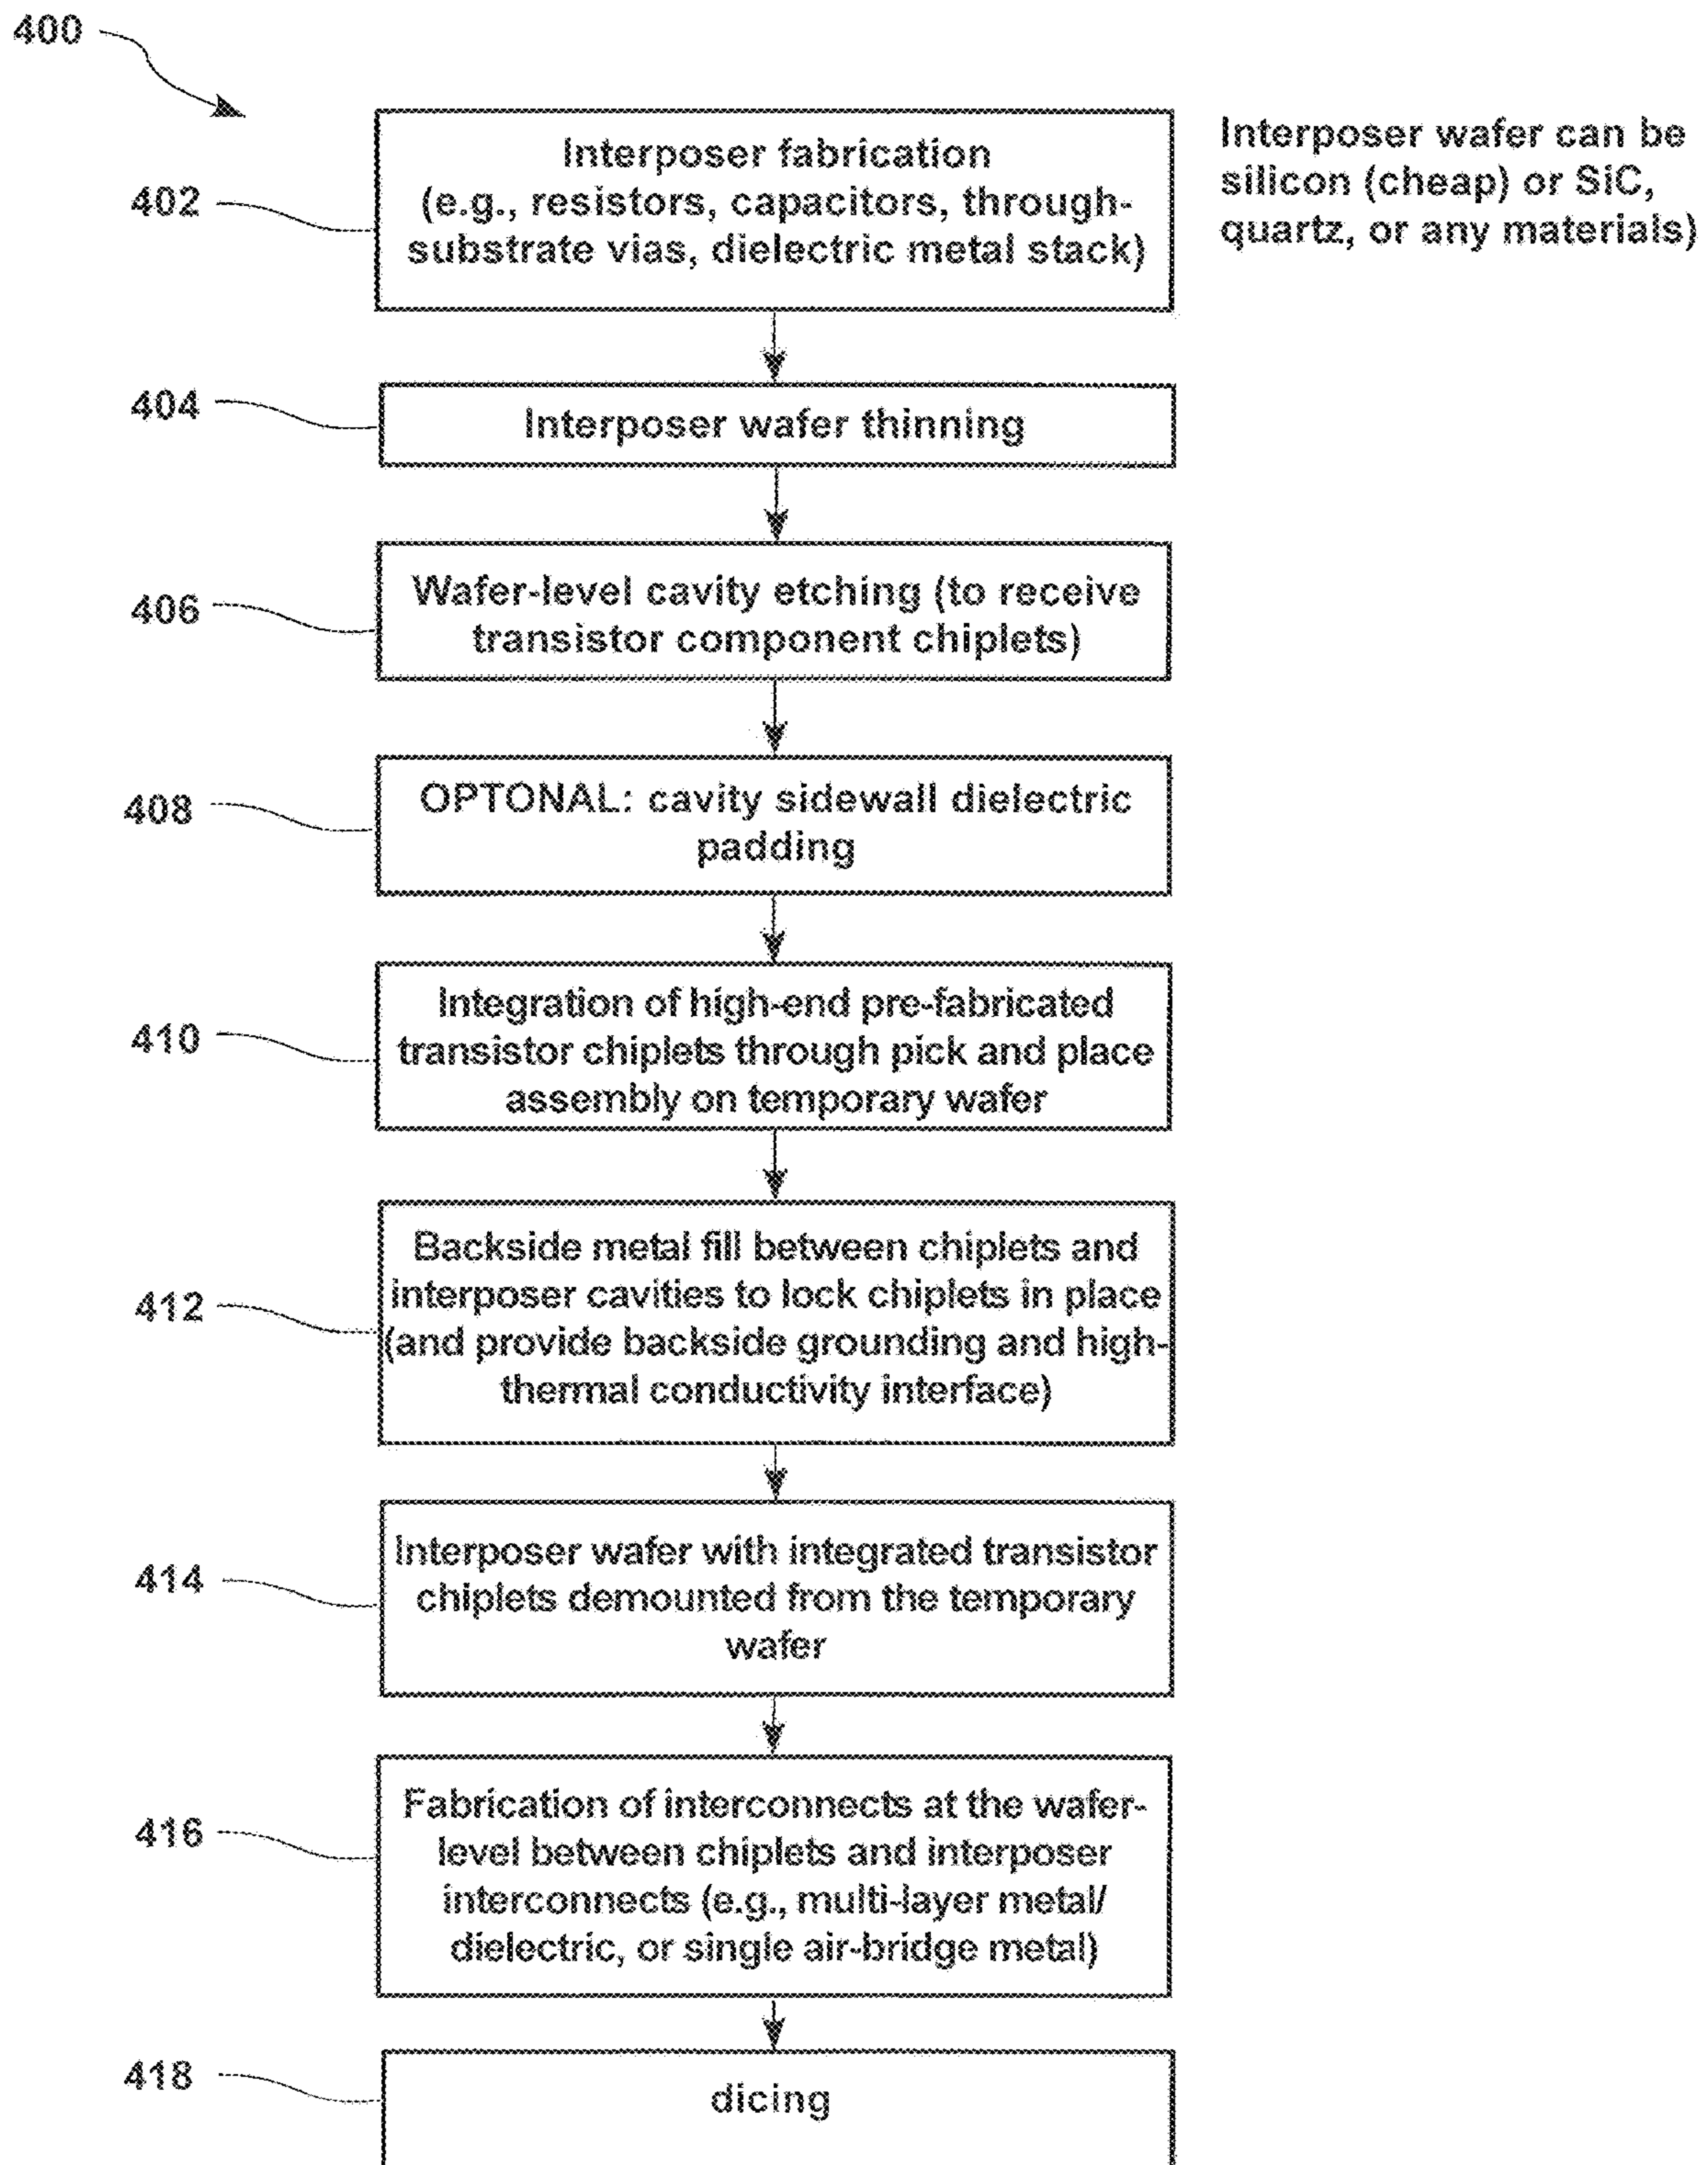 400
Interposer fabrication
(e.g., resistors, capacitors, through-
substrate vias, dielectric metal stack)
402
Interposer wafer can be
silicon (cheap) or SiC,
quartz, or any materials)
404
Interposer wafer thinning
406
Wafer-level cavity etching (to receive
transistor component chiplets)
408
OPTONAL: cavity sidewall dielectric
padding
410
Integration of high-end pre-fabricated
transistor chiplets through pick and place
assembly on temporary wafer
412
Backside metal fill between chiplets and
interposer cavities to lock chiplets in place
(and provide backside grounding and high-
thermal conductivity interface)
414
Interposer wafer with integrated transistor
chiplets demounted from the temporary
wafer
416
Fabrication of interconnects at the wafer-
level between chiplets and interposer
interconnects (e.g., multi-layer metal/
dielectric, or single air-bridge metal)
418
dicing